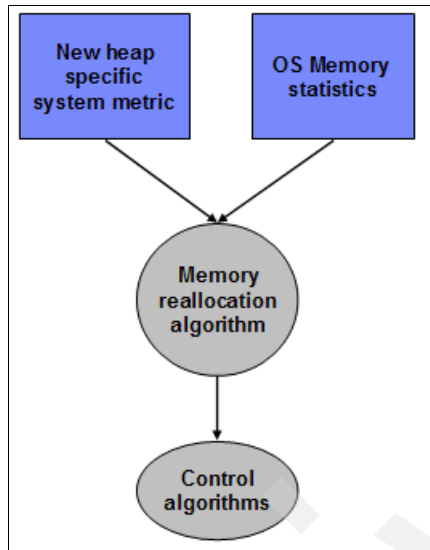 New heap
specific
system metric
OS Memory
statistics
Memory
reallocation
algorithm
Control
algorithms